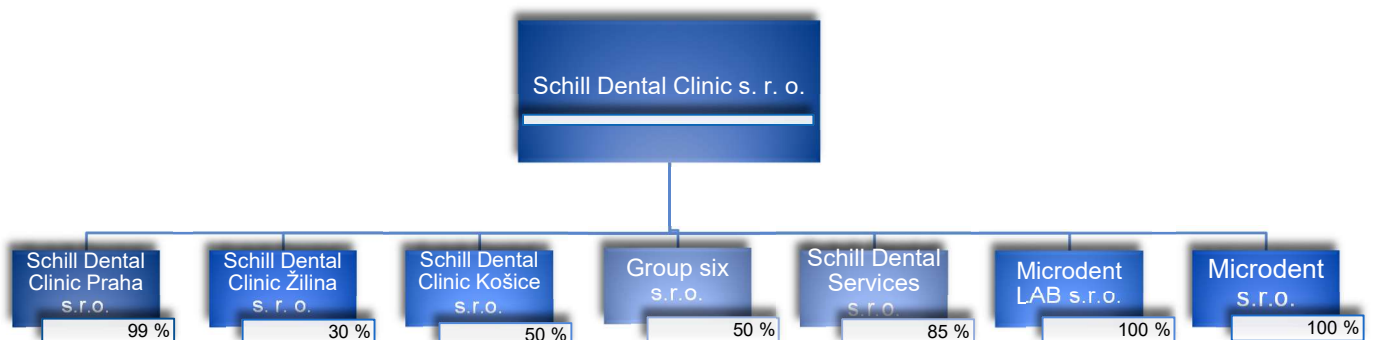 Schill Dental Clinic s. r. o.
Schill Dental
Clinic Praha
s.r.o.
99 %
Schill Dental
Clinic Žilina
s. r. o.
30 %
Schill Dental
Clinic Košice
s.r.o.
50 %
Group six
s.r.o.
50 %
Schill Dental
Services
s.r.o.
85 %
Microdent
LAB s.r.o.
100 %
Microdent
s.r.o.
100 %